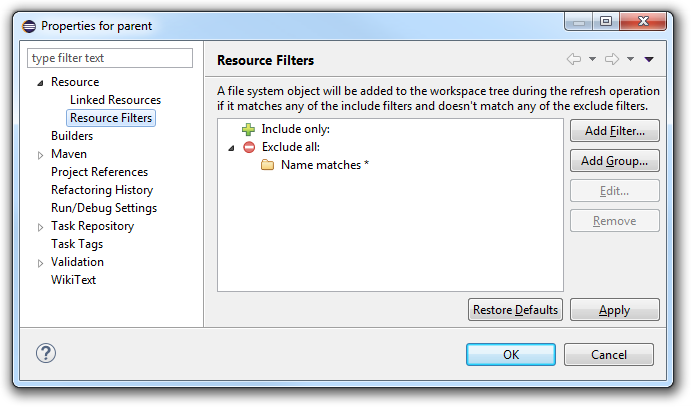 Properties for parent
type filter text
Resource
Linked Resources
Resource Filters
Builders
Maven
Project References
Refactoring History
Run/Debug Settings
Task Repository
Task Tags
Validation
WikiText
Resource Filters
A file system object will be added to the workspace tree during the refresh operation
if it matches any of the include filters and doesn't match any of the exclude filters.
Include only:
Exclude all:
Name matches *
Add Filter...
Add Group...
Edit...
Remove
Restore Defaults
Apply
?
OK
Cancel